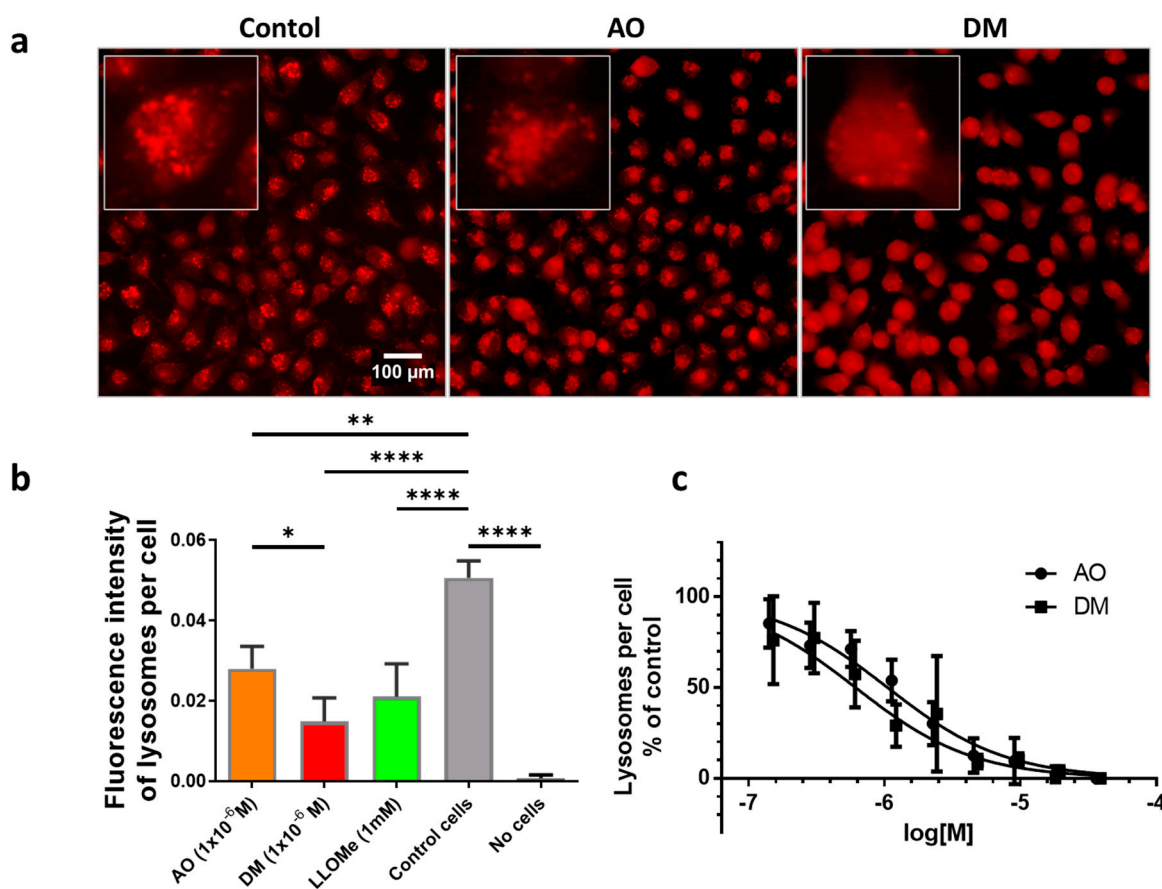 a
Contol
AO
DM
100 µm
b
**
****
****
****
*
Fluorescence intensity
of lysosomes per cell
0.06
0.04
0.02
0.00
AO (1x10⁻⁶M)
DM (1x10⁻⁶ M)
LLOMe (1mM)
Control cells
No cells
c
Lysosomes per cell
% of control
100
50
0
-7
-6
-5
-4
log[M]
AO
DM